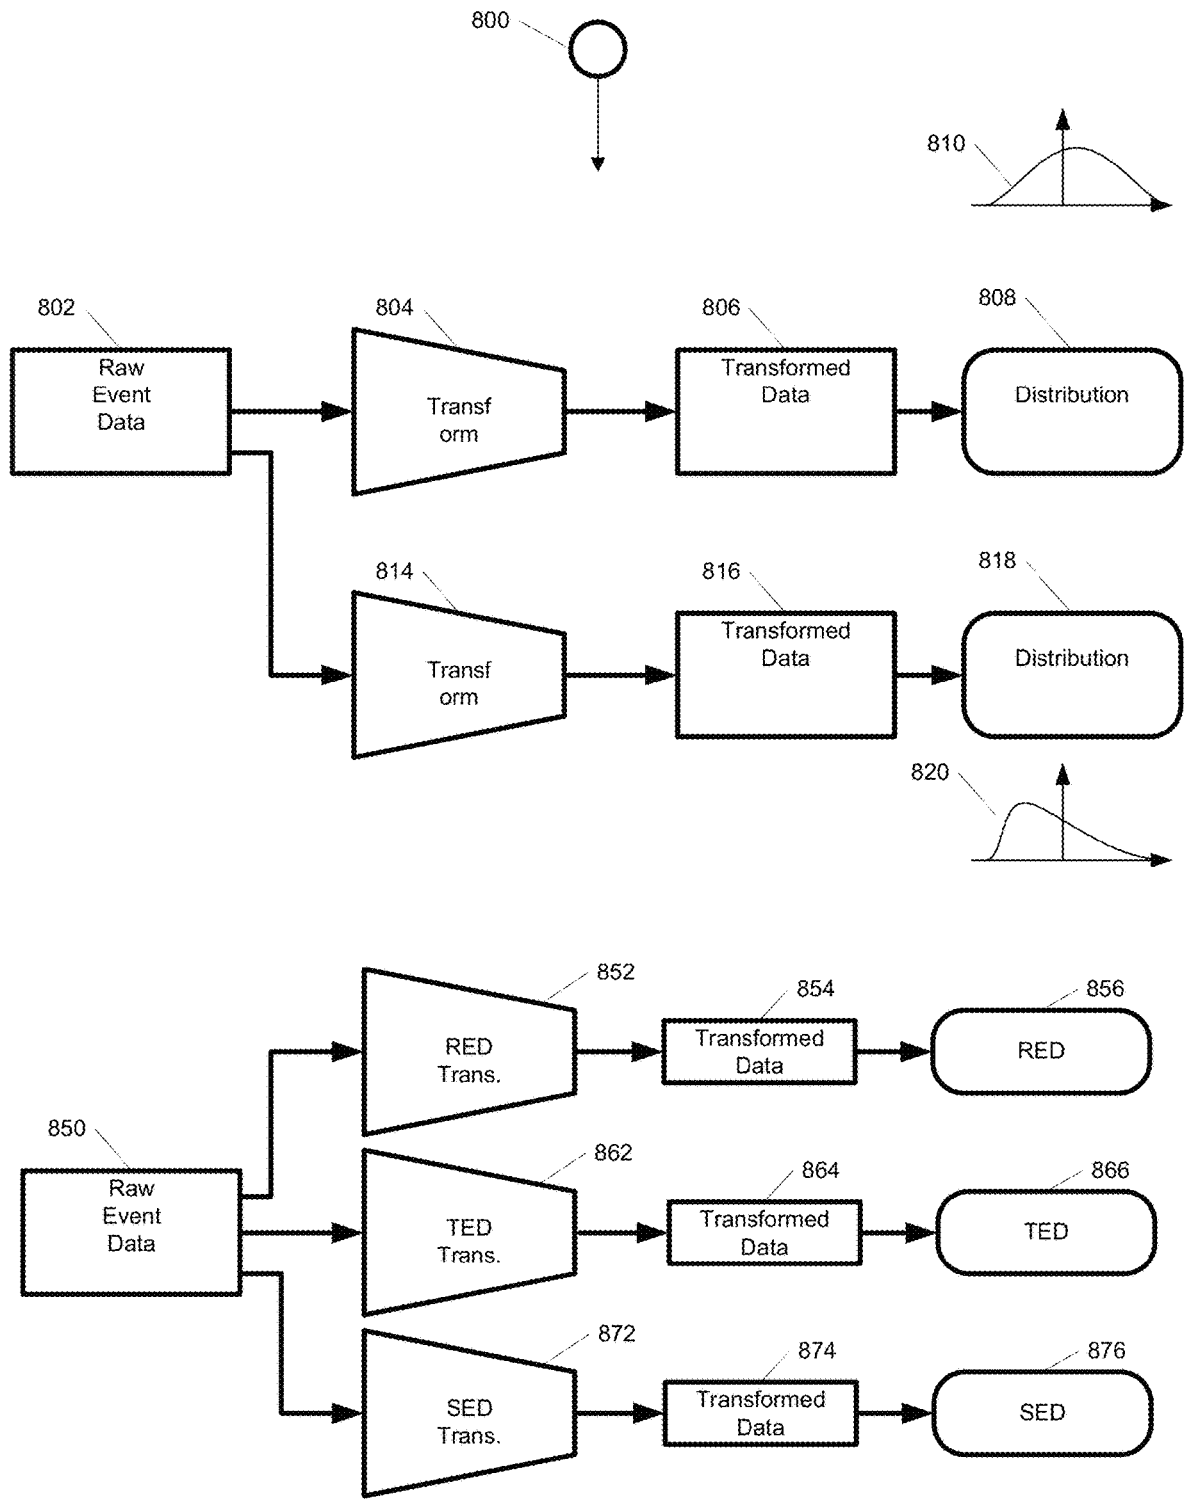 800
810
802
804
806
808
Raw
Event
Data
Transf
orm
Transformed
Data
Distribution
814
816
818
Transf
orm
Transformed
Data
Distribution
820
852
854
856
RED
Trans.
Transformed
Data
RED
850
862
864
866
Raw
Event
Data
TED
Trans.
Transformed
Data
TED
872
874
876
SED
Trans.
Transformed
Data
SED